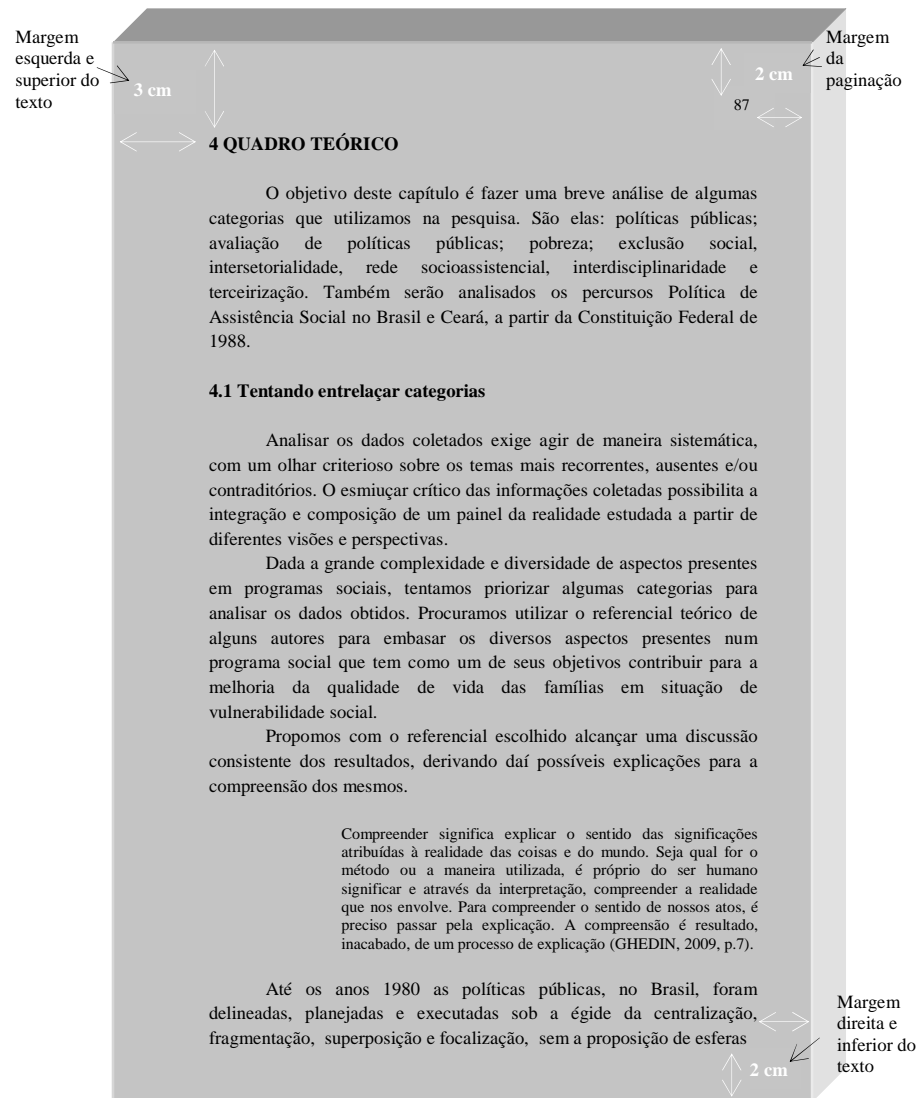 Margem
esquerda e
superior do
texto
3 cm
2 cm
Margem
da
paginação
87
4 QUADRO TEÓRICO
O objetivo deste capítulo é fazer uma breve análise de algumas
categorias que utilizamos na pesquisa. São elas: políticas públicas;
avaliação de políticas públicas; pobreza; exclusão social,
intersetorialidade, rede socioassistencial, interdisciplinaridade e
terceirização. Também serão analisados os percursos Política de
Assistência Social no Brasil e Ceará, a partir da Constituição Federal de
1988.
4.1 Tentando entrelaçar categorias
Analisar os dados coletados exige agir de maneira sistemática,
com um olhar criterioso sobre os temas mais recorrentes, ausentes e/ou
contraditórios. O esmiuçar crítico das informações coletadas possibilita a
integração e composição de um painel da realidade estudada a partir de
diferentes visões e perspectivas.
Dada a grande complexidade e diversidade de aspectos presentes
em programas sociais, tentamos priorizar algumas categorias para
analisar os dados obtidos. Procuramos utilizar o referencial teórico de
alguns autores para embasar os diversos aspectos presentes num
programa social que tem como um de seus objetivos contribuir para a
melhoria da qualidade de vida das famílias em situação de
vulnerabilidade social.
Propomos com o referencial escolhido alcançar uma discussão
consistente dos resultados, derivando daí possíveis explicações para a
compreensão dos mesmos.
Compreender significa explicar o sentido das significações
atribuídas à realidade das coisas e do mundo. Seja qual for o
método ou a maneira utilizada, é próprio do ser humano
significar e através da interpretação, compreender a realidade
que nos envolve. Para compreender o sentido de nossos atos, é
preciso passar pela explicação. A compreensão é resultado,
inacabado, de um processo de explicação (GHEDIN, 2009, p.7).
Até os anos 1980 as políticas públicas, no Brasil, foram
delineadas, planejadas e executadas sob a égide da centralização,
fragmentação, superposição e focalização, sem a proposição de esferas
Margem
direita e
inferior do
texto
2 cm